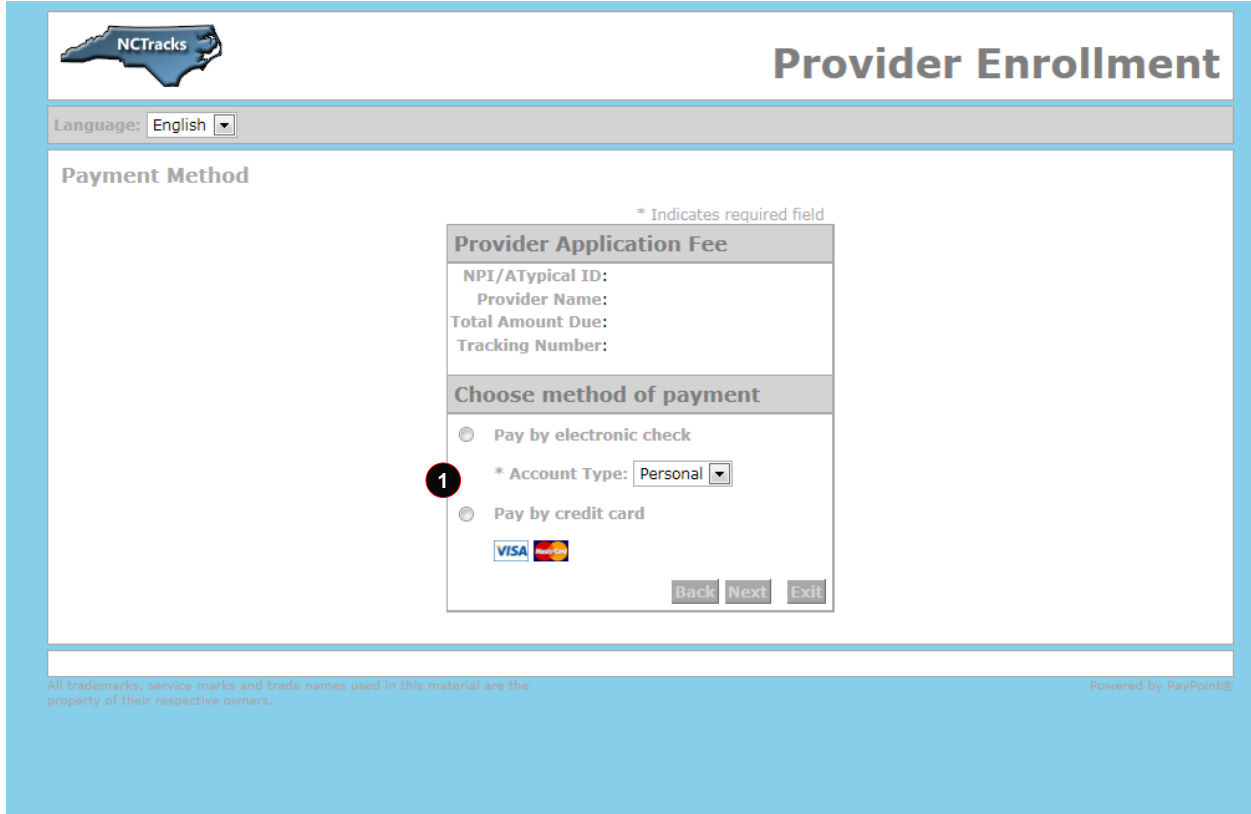 NCTracks
Provider Enrollment
Language: English
Payment Method
* Indicates required field
Provider Application Fee
NPI/ATypical ID:
Provider Name:
Total Amount Due:
Tracking Number:
Choose method of payment
Pay by electronic check
1
* Account Type: Personal
Pay by credit card
VISA MasterCard
Back Next Exit
All trademarks, service marks and trade names used in this material are the
property of their respective owners.
Powered by PayPoint®